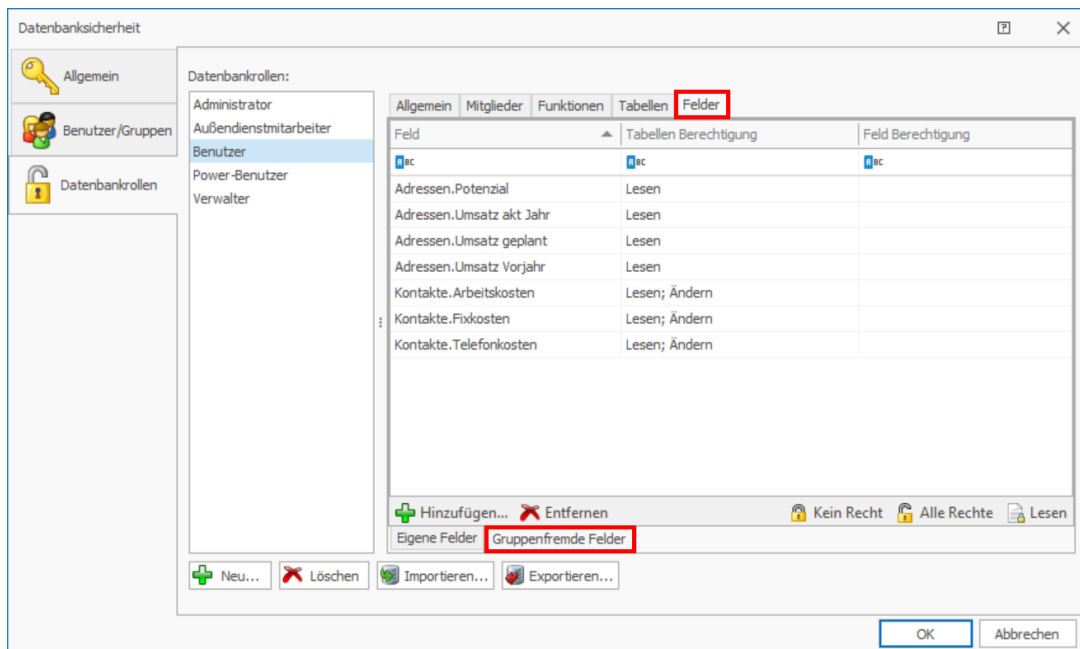 Datenbanksicherheit
Allgemein
Benutzer/Gruppen
Datenbankrollen
Datenbankrollen:
Administrator
Außendienstmitarbeiter
Benutzer
Power-Benutzer
Verwalter
Allgemein Mitglieder Funktionen Tabellen Felder
Feld Tabellen Berechtigung Feld Berechtigung
ABC ABC ABC
Adressen.Potenzial Lesen
Adressen.Umsatz akt Jahr Lesen
Adressen.Umsatz geplant Lesen
Adressen.Umsatz Vorjahr Lesen
Kontakte.Arbeitskosten Lesen; Ändern
Kontakte.Fixkosten Lesen; Ändern
Kontakte.Telefonkosten Lesen; Ändern
Hinzufügen... Entfernen Kein Recht Alle Rechte Lesen
Eigene Felder Gruppenfremde Felder
Neu... Löschen Importieren... Exportieren...
OK Abbrechen